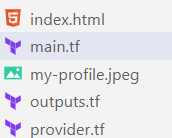 index.html
main.tf
my-profile.jpeg
outputs.tf
provider.tf